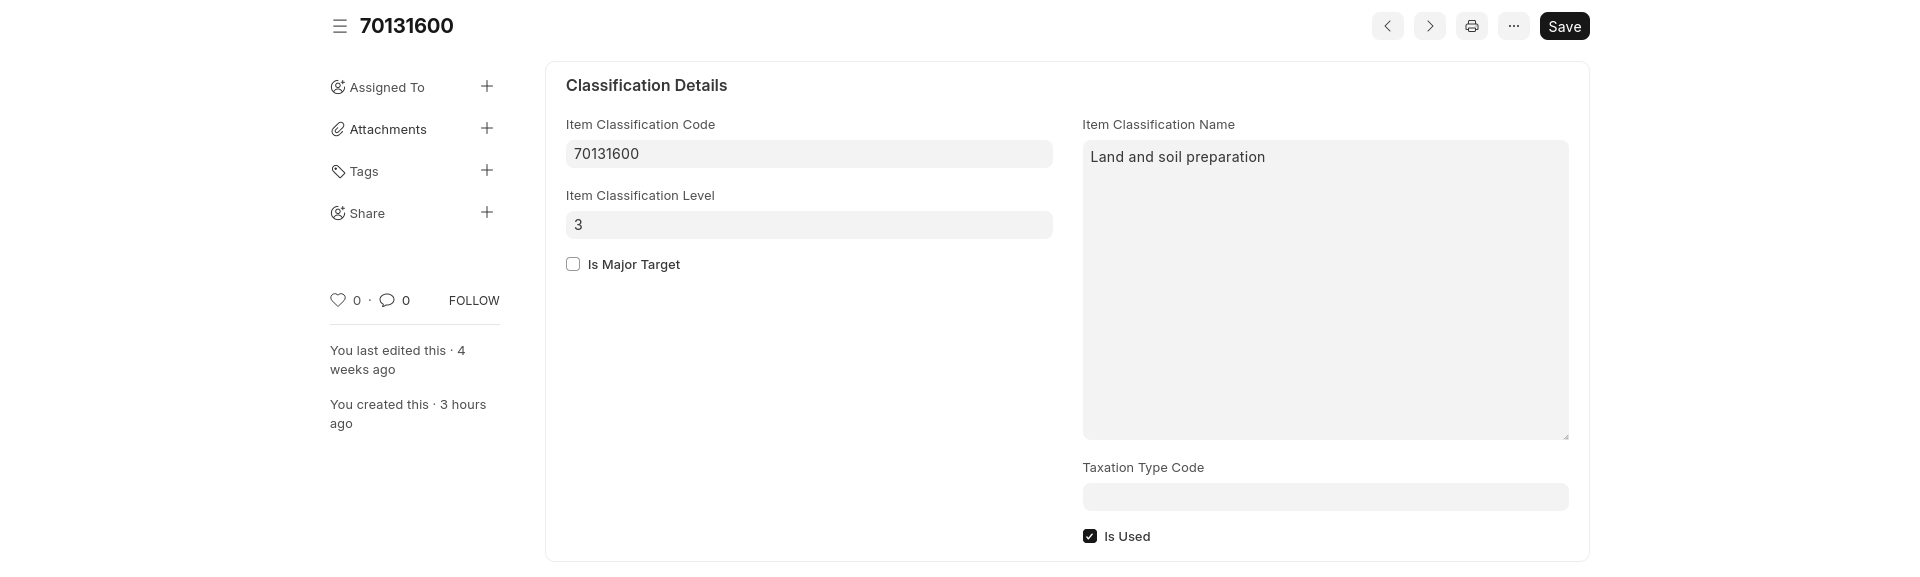 70131600
Save
Assigned To
Attachments
Tags
Share
0 · 0 FOLLOW
You last edited this · 4
weeks ago
You created this · 3 hours
ago
Classification Details
Item Classification Code
70131600
Item Classification Level
3
Is Major Target
Item Classification Name
Land and soil preparation
Taxation Type Code
Is Used